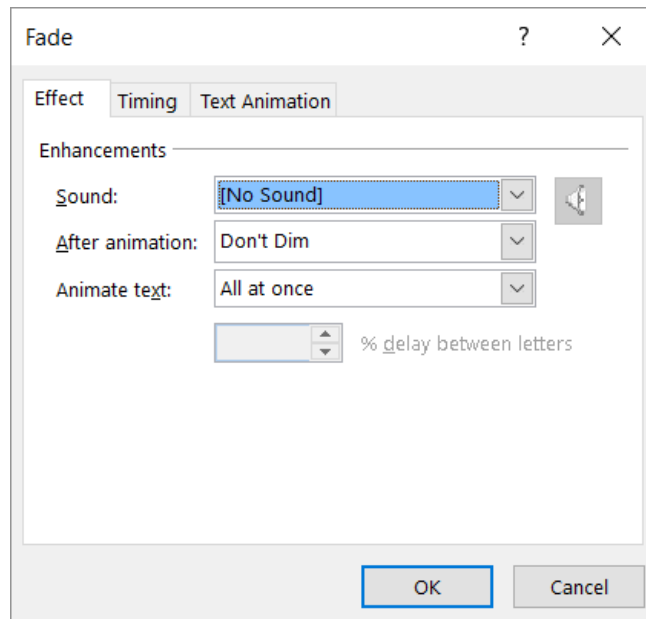 Fade ?
Effect Timing Text Animation
Enhancements
Sound: [No Sound]
After animation: Don't Dim
Animate text: All at once
% delay between letters
OK Cancel